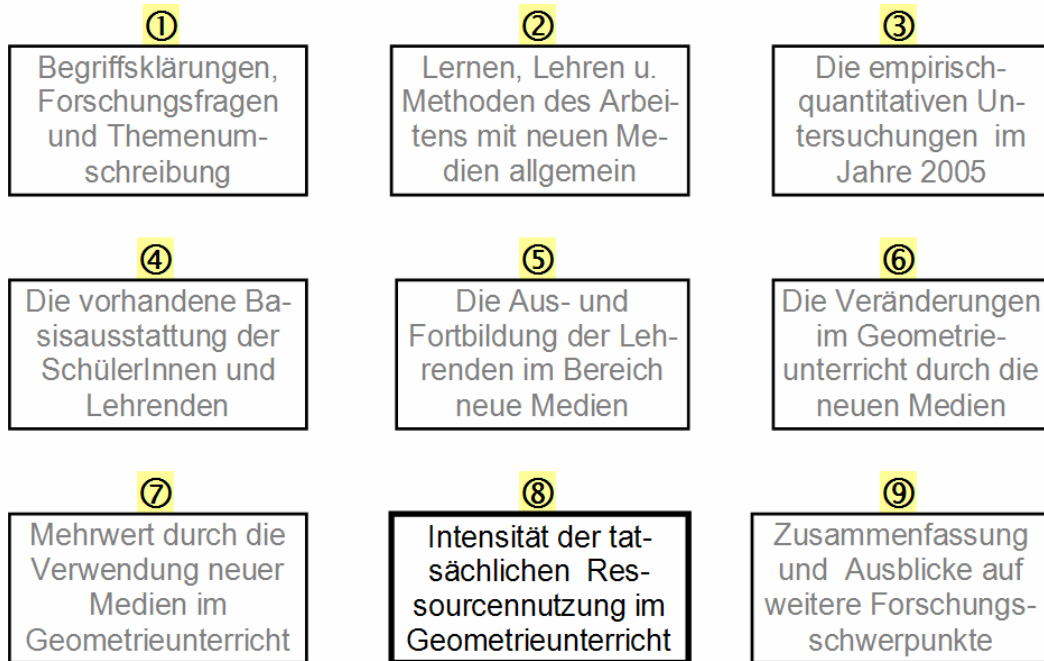 ①
Begriffsklärungen,
Forschungsfragen
und Themenum-
schreibung
②
Lernen, Lehren u.
Methoden des Arbei-
tens mit neuen Me-
dien allgemein
③
Die empirisch-
quantitativen Un-
tersuchungen im
Jahre 2005
④
Die vorhandene Ba-
sisausstattung der
SchülerInnen und
Lehrenden
⑤
Die Aus- und
Fortbildung der Leh-
renden im Bereich
neue Medien
⑥
Die Veränderungen
im Geometrie-
unterricht durch die
neuen Medien
⑦
Mehrwert durch die
Verwendung neuer
Medien im
Geometrieunterricht
⑧
Intensität der tat-
sächlichen Res-
sourcennutzung im
Geometrieunterricht
⑨
Zusammenfassung
und Ausblicke auf
weitere Forschungs-
schwerpunkte